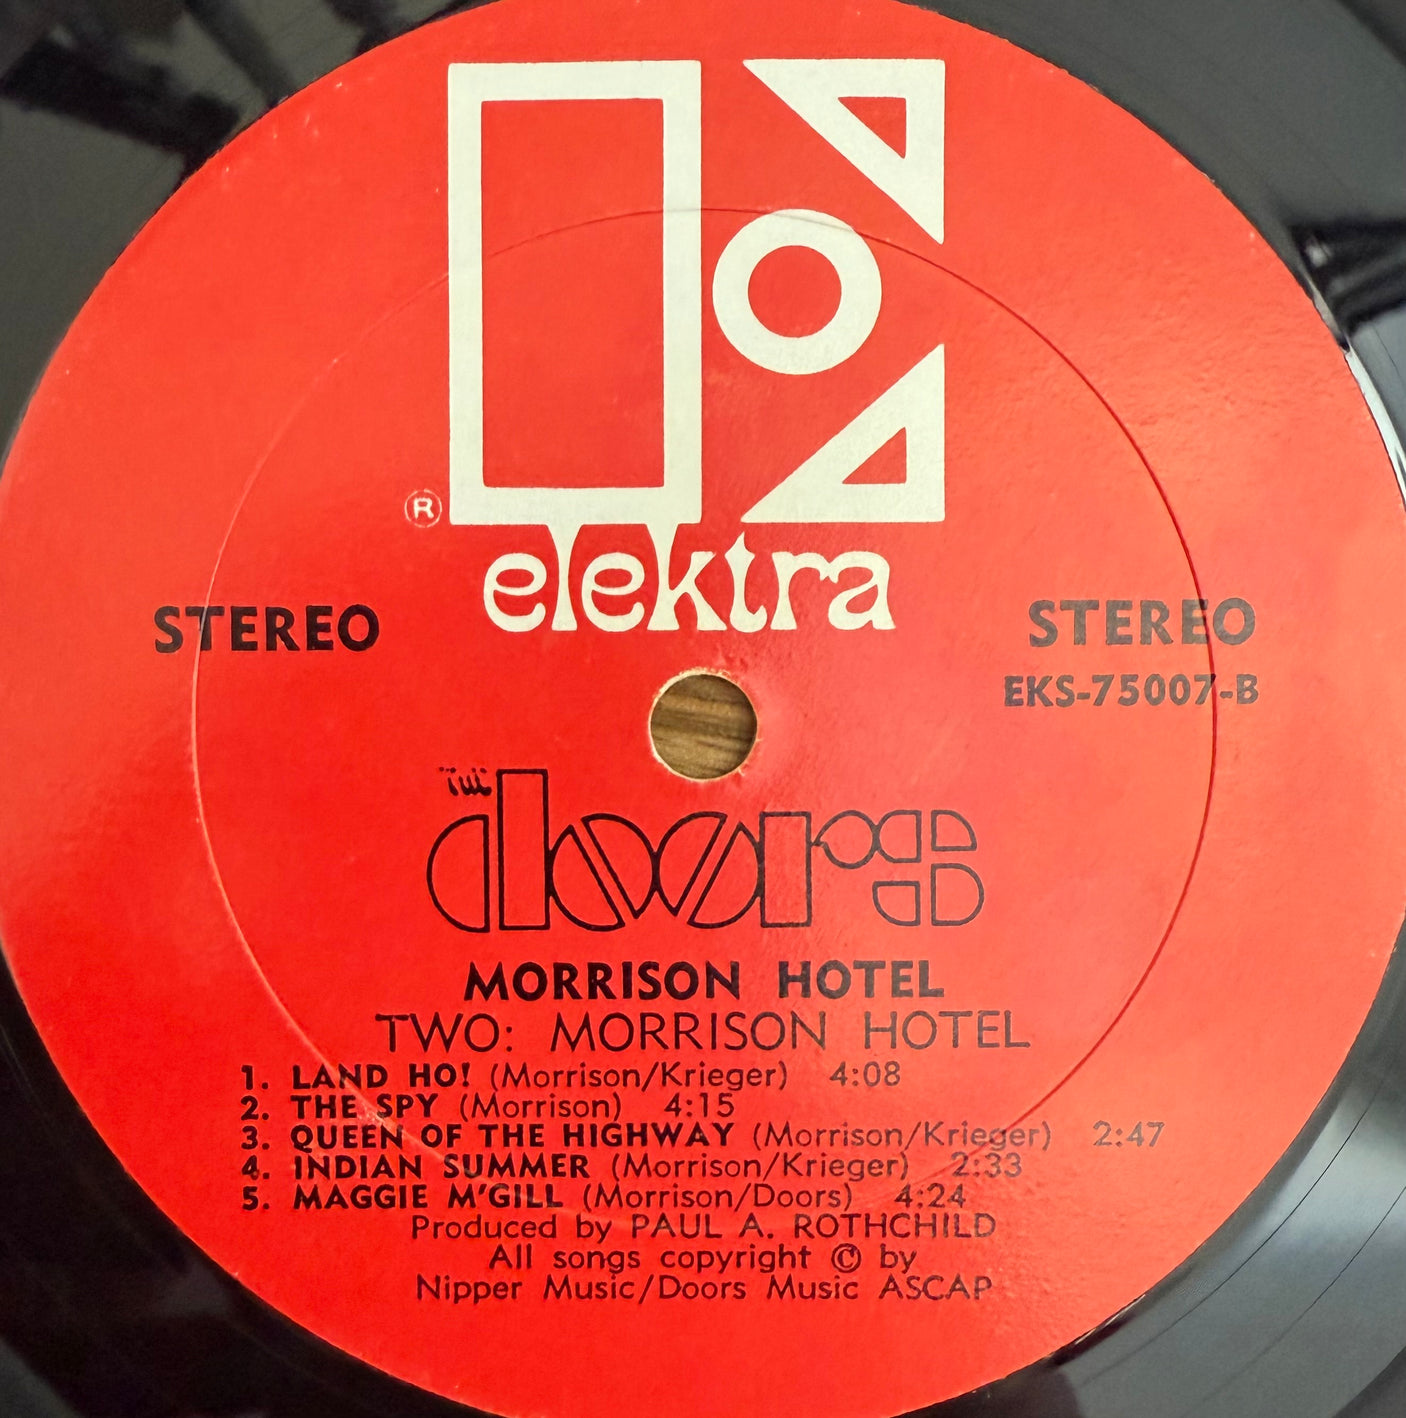 ®
elektra
STEREO
STEREO
EKS-75007-B
THE
doors
MORRISON HOTEL
TWO: MORRISON HOTEL
1. LAND HO! (Morrison/Krieger) 4:08
2. THE SPY (Morrison) 4:15
3. QUEEN OF THE HIGHWAY (Morrison/Krieger) 2:47
4. INDIAN SUMMER (Morrison/Krieger) 2:33
5. MAGGIE M'GILL (Morrison/Doors) 4:24
Produced by PAUL A. ROTHCHILD
All songs copyright © by
Nipper Music/Doors Music ASCAP